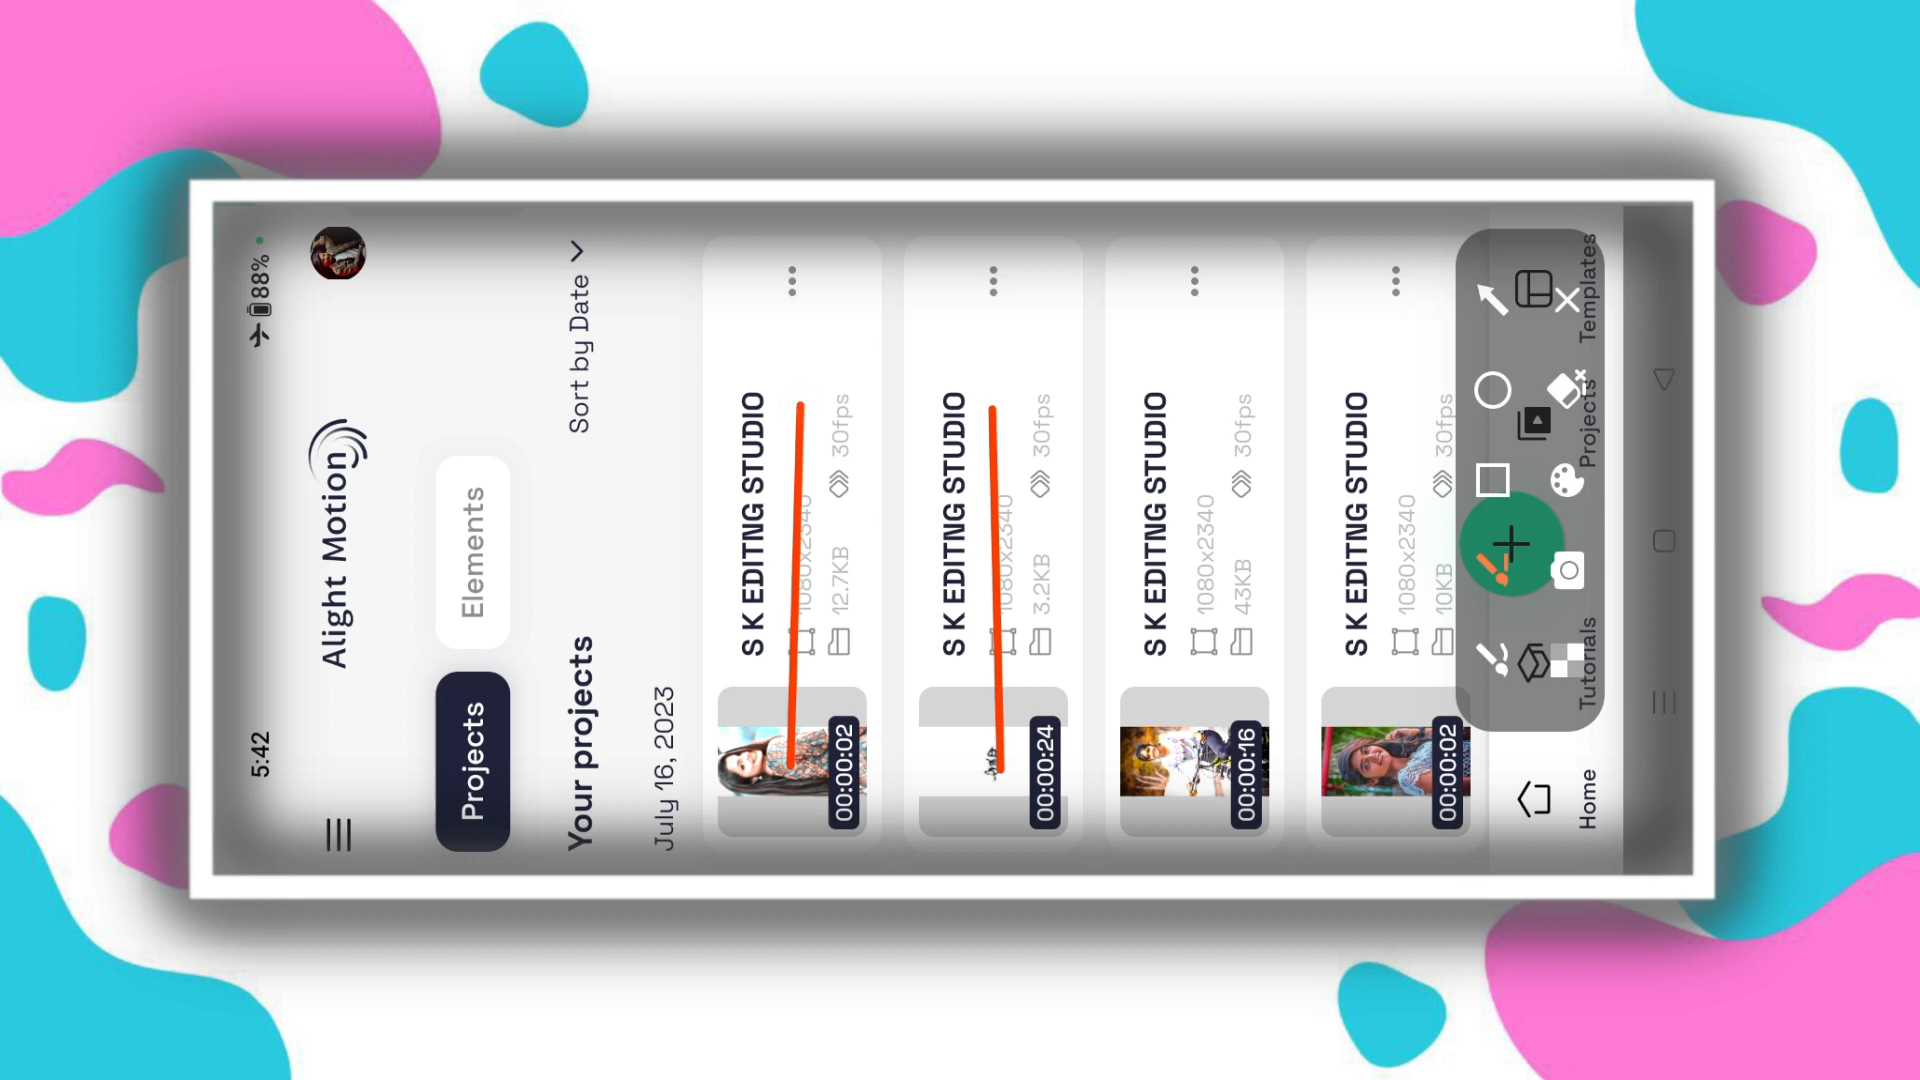 5:42 88%
Alight Motion
Projects Elements
Your projects Sort by Date
July 16, 2023
S K EDITNG STUDIO
1080x2340
12.7KB 30fps
00:00:02
S K EDITNG STUDIO
1080x2340
3.2KB 30fps
00:00:24
S K EDITNG STUDIO
1080x2340
43KB 30fps
00:00:16
S K EDITNG STUDIO
1080x2340
10KB 30fps
00:00:02
Home Tutorials Projects Templates